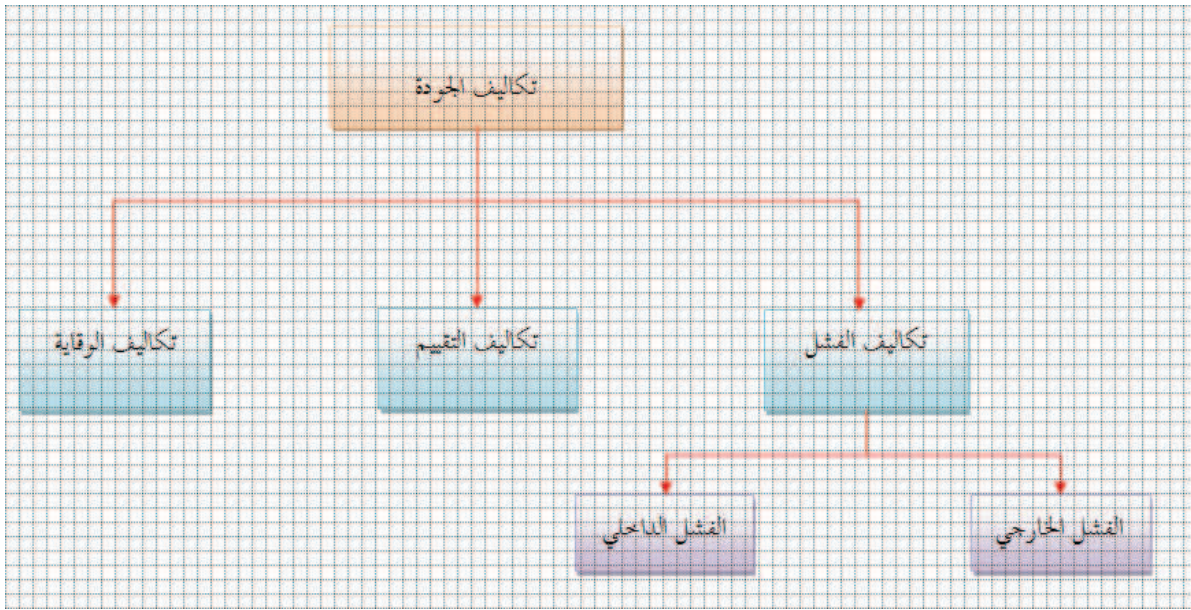 تكاليف الجودة
تكاليف الفشل
تكاليف التقييم
تكاليف الوقاية
الفشل الخارجي
الفشل الداخلي